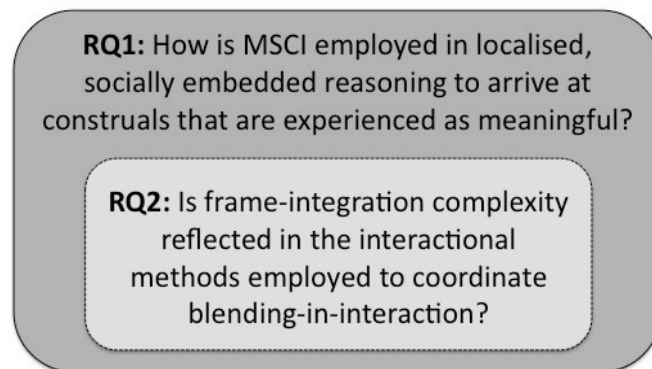 RQ1: How is MSCI employed in localised,
socially embedded reasoning to arrive at
construals that are experienced as meaningful?
RQ2: Is frame-integration complexity
reflected in the interactional
methods employed to coordinate
blending-in-interaction?